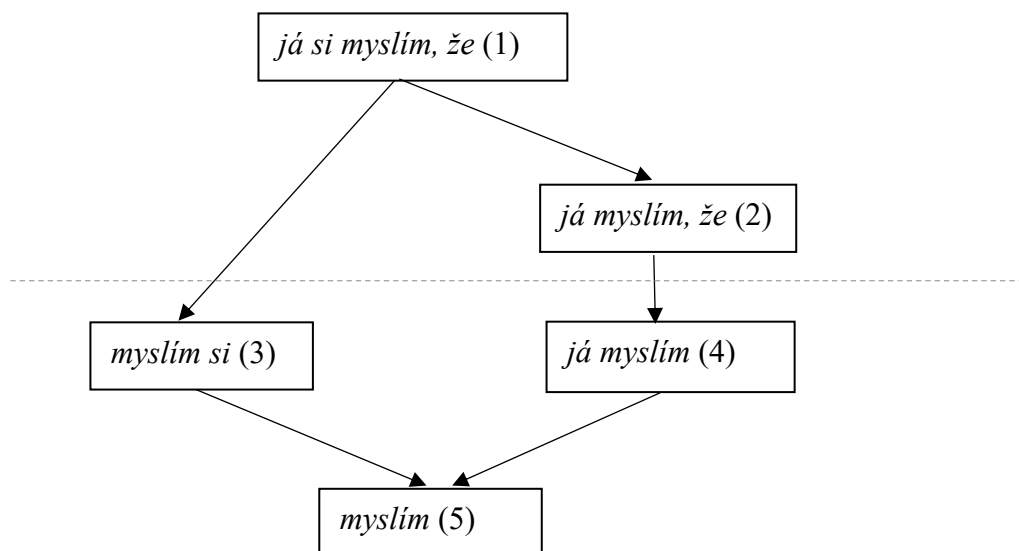 já si myslím, že (1)
já myslím, že (2)
myslím si (3)
já myslím (4)
myslím (5)